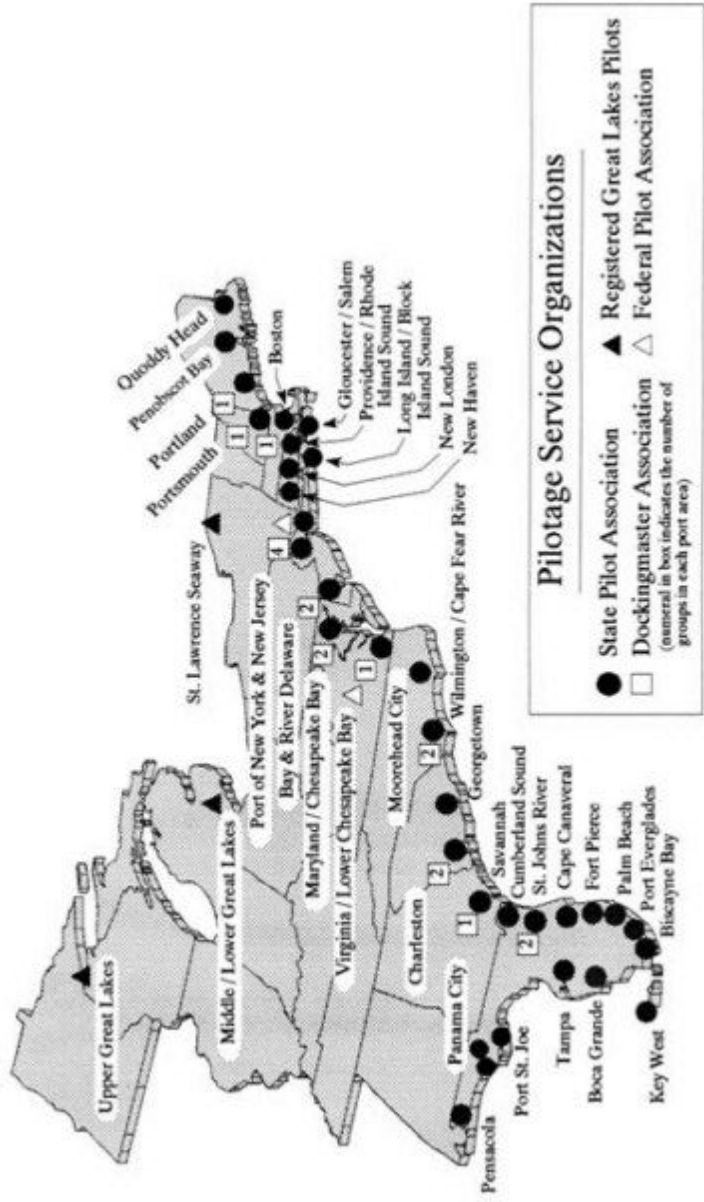 Quoddy Head
Penobscot Bay
Portland
Portsmouth
1
1
1
Boston
Gloucester / Salem
Providence / Rhode
Island Sound
Long Island / Block
Island Sound
New London
New Haven
St. Lawrence Seaway
4
Port of New York & New Jersey
Bay & River Delaware
2
Maryland / Chesapeake Bay
2
Virginia / Lower Chesapeake Bay
1
Upper Great Lakes
Middle / Lower Great Lakes
Moorehead City
Wilmington / Cape Fear River
2
Georgetown
Charleston
2
Savannah
1
Cumberland Sound
St. Johns River
2
Cape Canaveral
Fort Pierce
Palm Beach
Port Everglades
Biscayne Bay
Panama City
Pensacola
Port St. Joe
Tampa
Boca Grande
Key West
Pilotage Service Organizations
State Pilot Association
Registered Great Lakes Pilots
Dockingmaster Association
Federal Pilot Association
(numeral in box indicates the number of
groups in each port area)